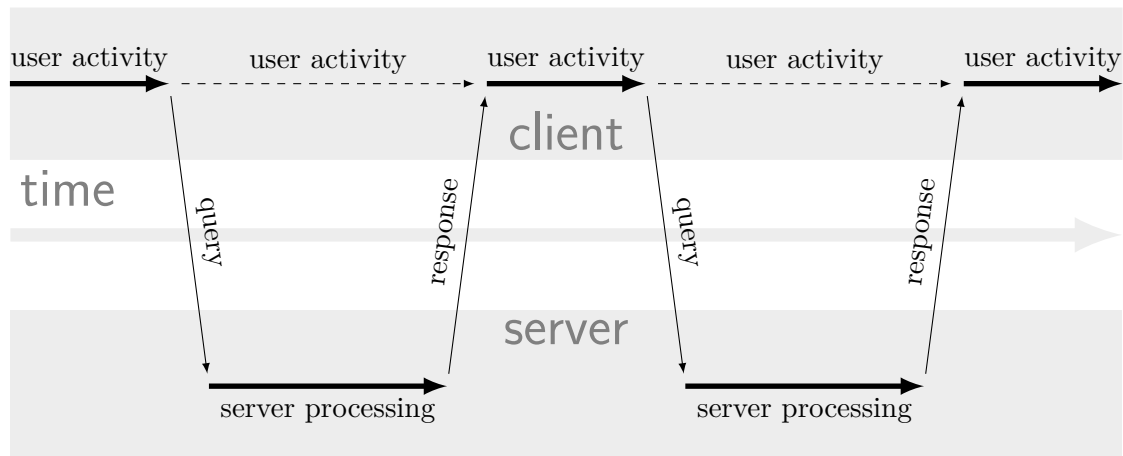 user activity
user activity
user activity
user activity
user activity
client
time
query
response
query
response
server
server processing
server processing